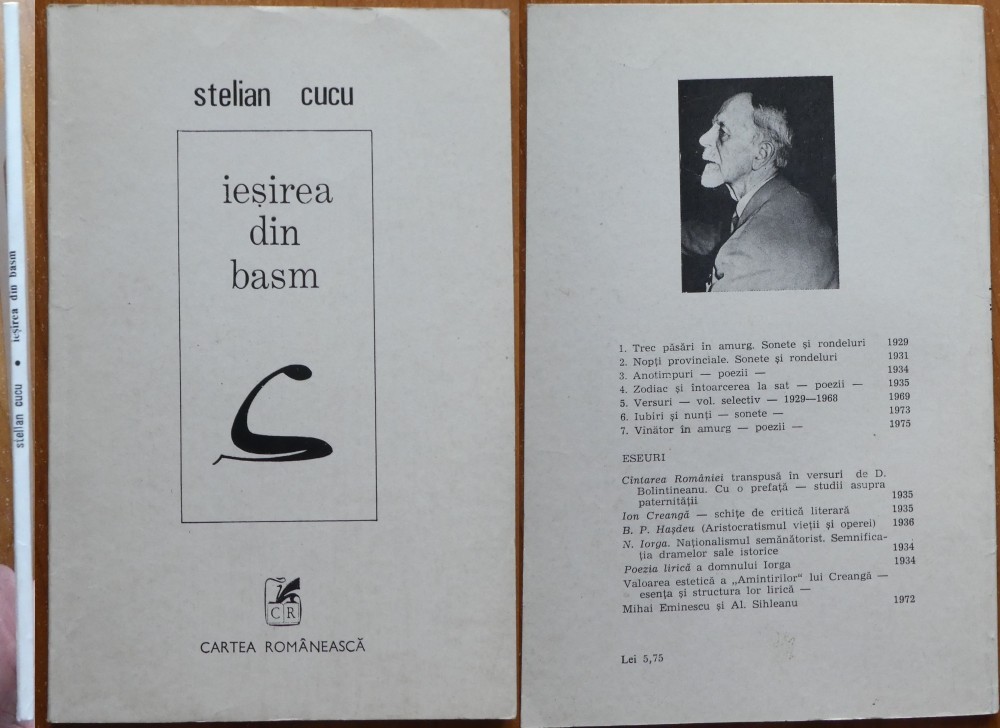 stelian cucu • ieșirea din basm
stelian cucu
ieșirea
din
basm
CR
CARTEA ROMÂNEASCĂ
1. Trec păsări în amurg. Sonete și rondeluri 1929
2. Nopți provinciale. Sonete și rondeluri 1931
3. Anotimpuri — poezii — 1934
4. Zodiac și întoarcerea la sat — poezii — 1935
5. Versuri — vol. selectiv — 1929—1968 1969
6. Iubiri și nunți — sonete — 1973
7. Vînător în amurg — poezii — 1975
ESEURI
Cîntarea României transpusă în versuri de D.
Bolintineanu. Cu o prefață — studii asupra
paternității 1935
Ion Creangă — schițe de critică literară 1935
B. P. Hașdeu (Aristocratismul vieții și operei) 1936
N. Iorga. Naționalismul semănătorist. Semnifica-
ția dramelor sale istorice 1934
Poezia lirică a domnului Iorga 1934
Valoarea estetică a „Amintirilor" lui Creangă —
esența și structura lor lirică —
Mihai Eminescu și Al. Sihleanu 1972
Lei 5,75